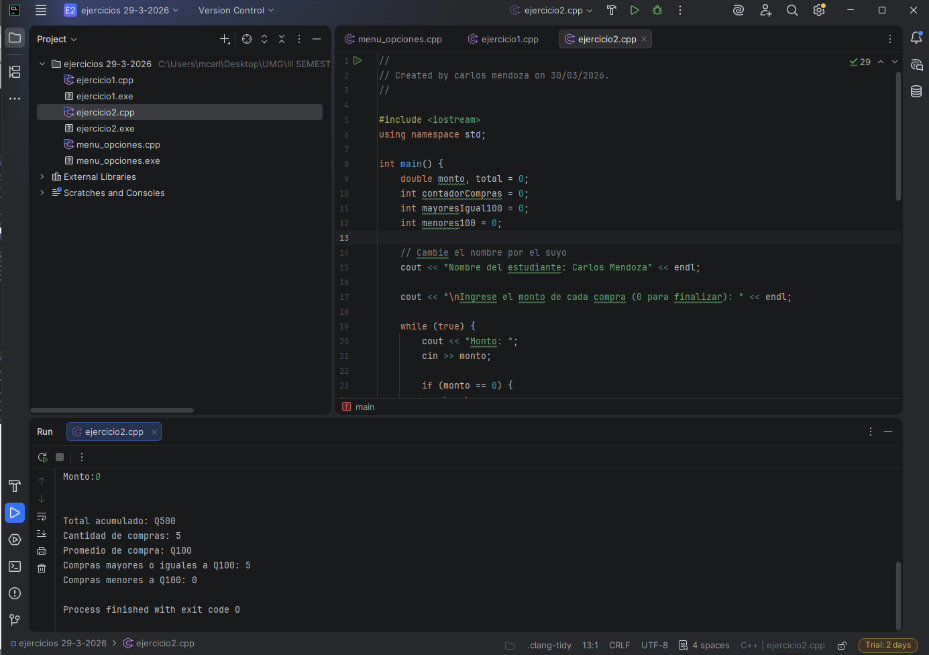 CL
E2 ejercicios 29-3-2026 Version Control ejercicio2.cpp
Project
menu_opciones.cpp ejercicio1.cpp ejercicio2.cpp
ejercicios 29-3-2026 C:\Users\mcarl\Desktop\UMG\III SEMEST
ejercicio1.cpp
ejercicio1.exe
ejercicio2.cpp
ejercicio2.exe
menu_opciones.cpp
menu_opciones.exe
External Libraries
Scratches and Consoles
29
1 //
2 // Created by carlos mendoza on 30/03/2026.
3 //
4
5 #include <iostream>
6 using namespace std;
7
8 int main() {
9 double monto, total = 0;
10 int contadorCompras = 0;
11 int mayoresIgual100 = 0;
12 int menores100 = 0;
13
14 // Cambie el nombre por el suyo
15 cout << "Nombre del estudiante: Carlos Mendoza" << endl;
16
17 cout << "\nIngrese el monto de cada compra (0 para finalizar): " << endl;
18
19 while (true) {
20 cout << "Monto: ";
21 cin >> monto;
22
23 if (monto == 0) {
f main
Run ejercicio2.cpp
Monto:0
Total acumulado: Q500
Cantidad de compras: 5
Promedio de compra: Q100
Compras mayores o iguales a Q100: 5
Compras menores a Q100: 0
Process finished with exit code 0
ejercicios 29-3-2026 > ejercicio2.cpp .clang-tidy 13:1 CRLF UTF-8 4 spaces C++ | ejercicio2.cpp Trial: 2 days